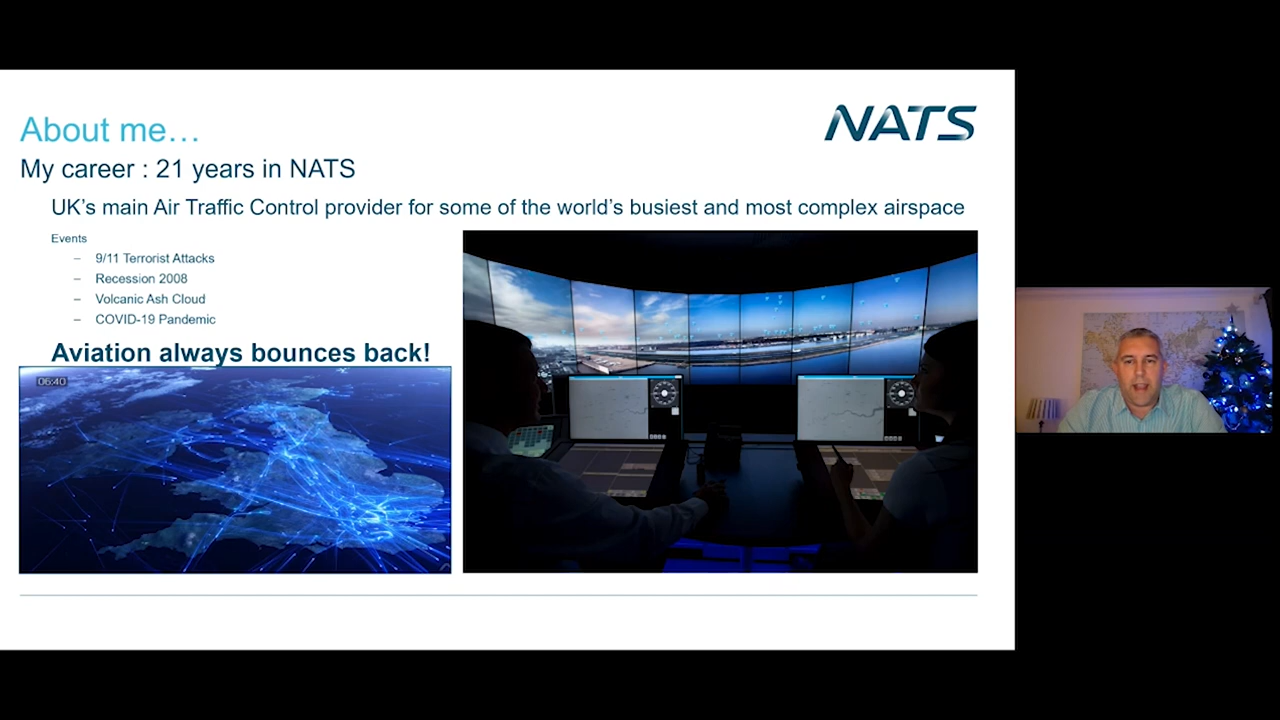 About me…
NATS
My career : 21 years in NATS
UK's main Air Traffic Control provider for some of the world's busiest and most complex airspace
Events
– 9/11 Terrorist Attacks
– Recession 2008
– Volcanic Ash Cloud
– COVID-19 Pandemic
Aviation always bounces back!
06:40